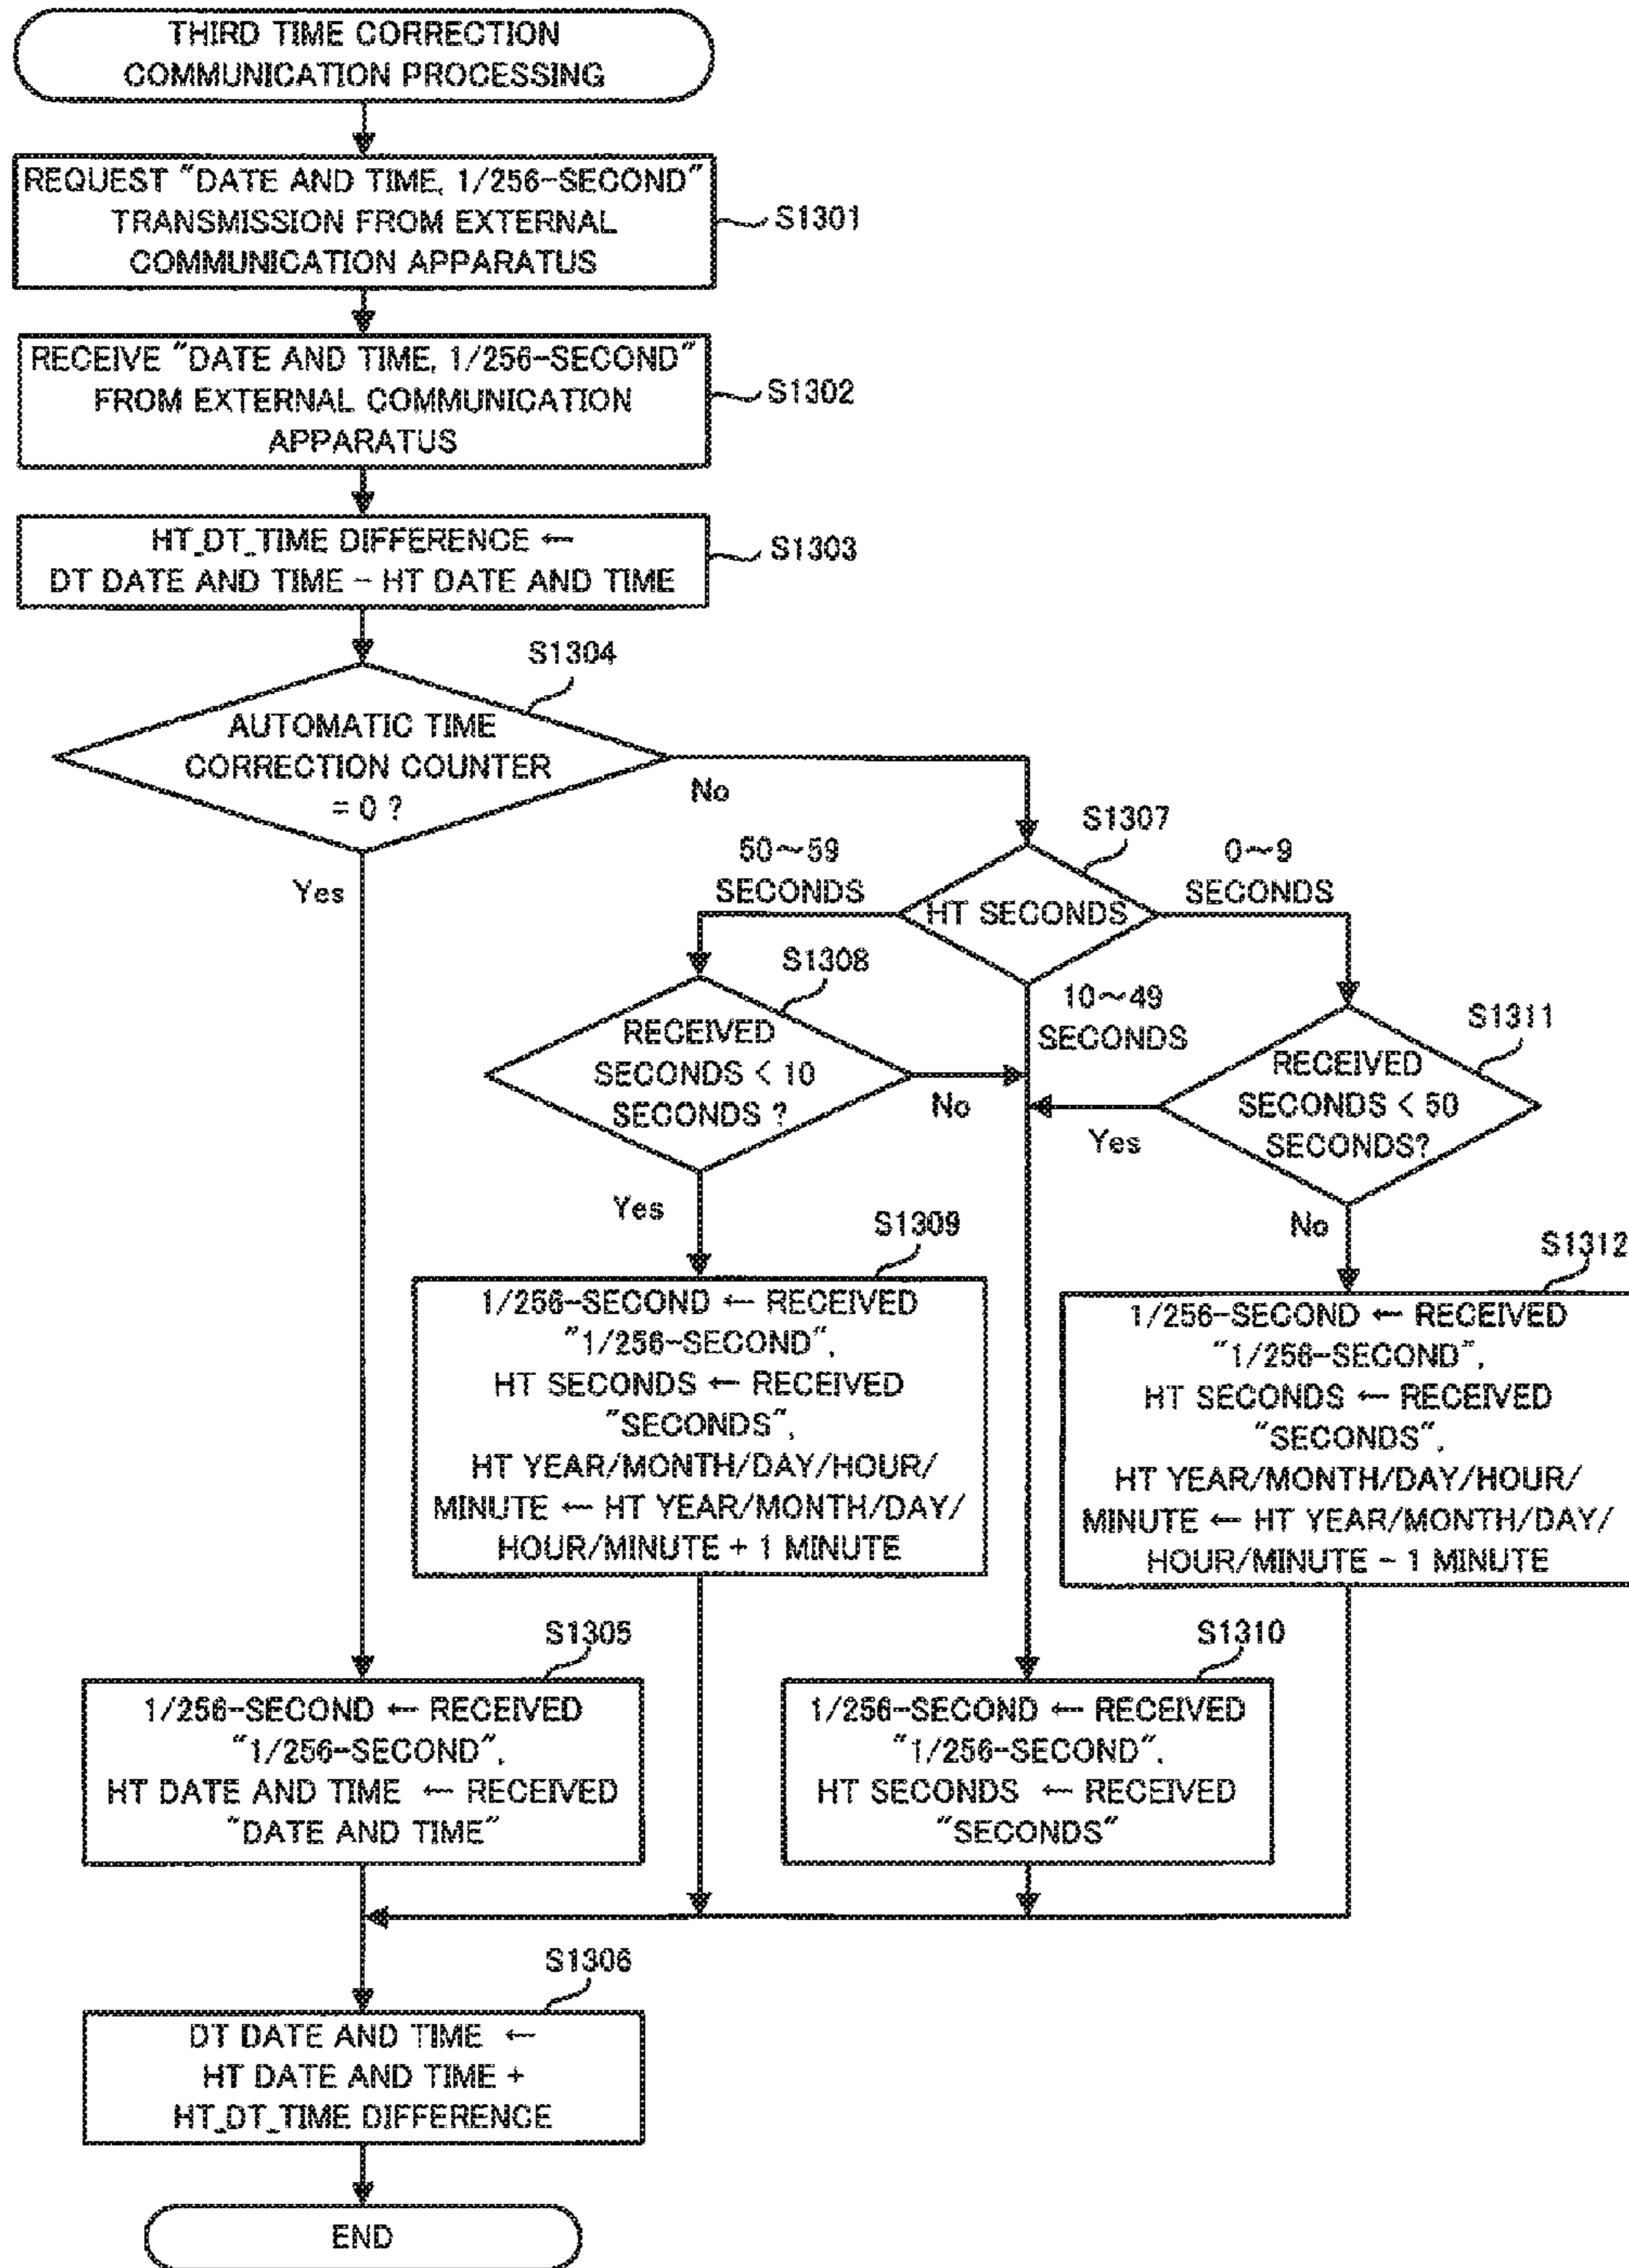 THIRD TIME CORRECTION
COMMUNICATION PROCESSING
REQUEST "DATE AND TIME, 1/256-SECOND"
TRANSMISSION FROM EXTERNAL
COMMUNICATION APPARATUS
S1301
RECEIVE "DATE AND TIME, 1/256-SECOND"
FROM EXTERNAL COMMUNICATION
APPARATUS
S1302
HT_DT_TIME DIFFERENCE ←
DT DATE AND TIME - HT DATE AND TIME
S1303
S1304
AUTOMATIC TIME
CORRECTION COUNTER
= 0 ?
No
Yes
S1307
50~59
SECONDS
HT SECONDS
0~9
SECONDS
10~49
SECONDS
S1308
RECEIVED
SECONDS < 10
SECONDS ?
No
Yes
S1311
RECEIVED
SECONDS < 50
SECONDS?
Yes
No
S1309
1/256-SECOND ← RECEIVED
"1/256-SECOND",
HT SECONDS ← RECEIVED
"SECONDS",
HT YEAR/MONTH/DAY/HOUR/
MINUTE ← HT YEAR/MONTH/DAY/
HOUR/MINUTE + 1 MINUTE
S1312
1/256-SECOND ← RECEIVED
"1/256-SECOND",
HT SECONDS ← RECEIVED
"SECONDS",
HT YEAR/MONTH/DAY/HOUR/
MINUTE ← HT YEAR/MONTH/DAY/
HOUR/MINUTE - 1 MINUTE
S1305
1/256-SECOND ← RECEIVED
"1/256-SECOND",
HT DATE AND TIME ← RECEIVED
"DATE AND TIME"
S1310
1/256-SECOND ← RECEIVED
"1/256-SECOND",
HT SECONDS ← RECEIVED
"SECONDS"
S1306
DT DATE AND TIME ←
HT DATE AND TIME +
HT_DT_TIME DIFFERENCE
END